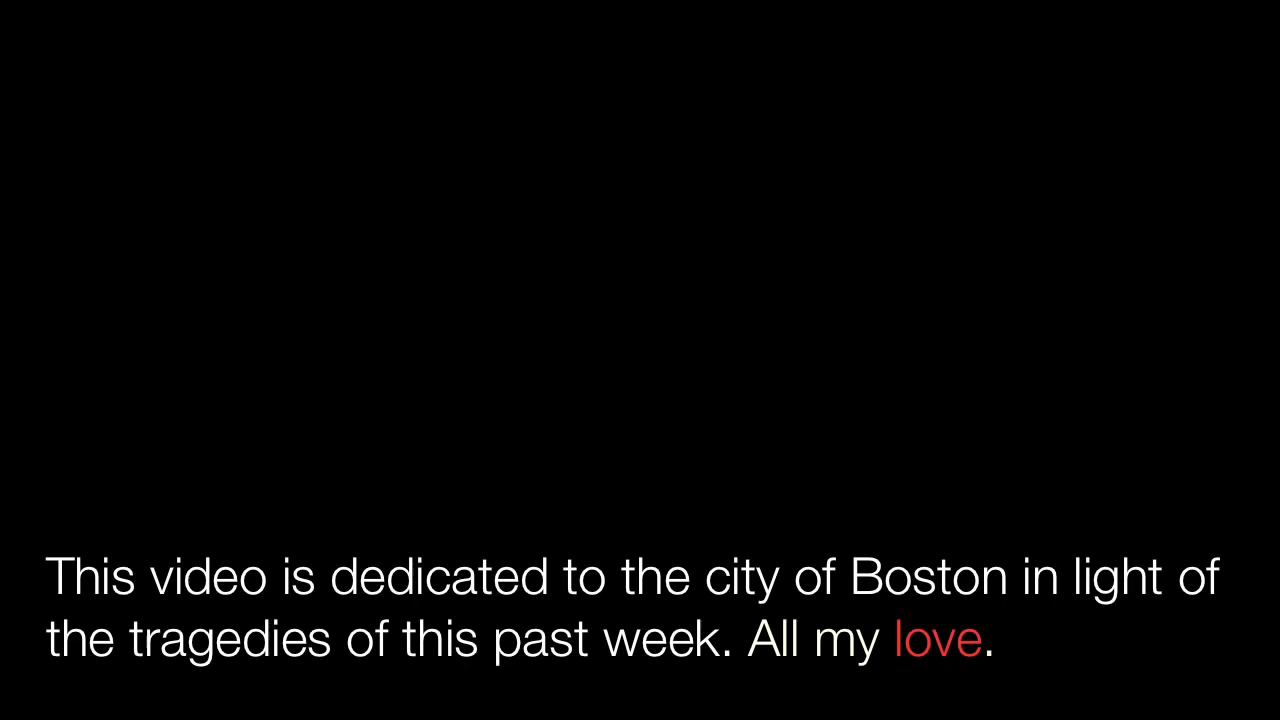 This video is dedicated to the city of Boston in light of
the tragedies of this past week. All my love.